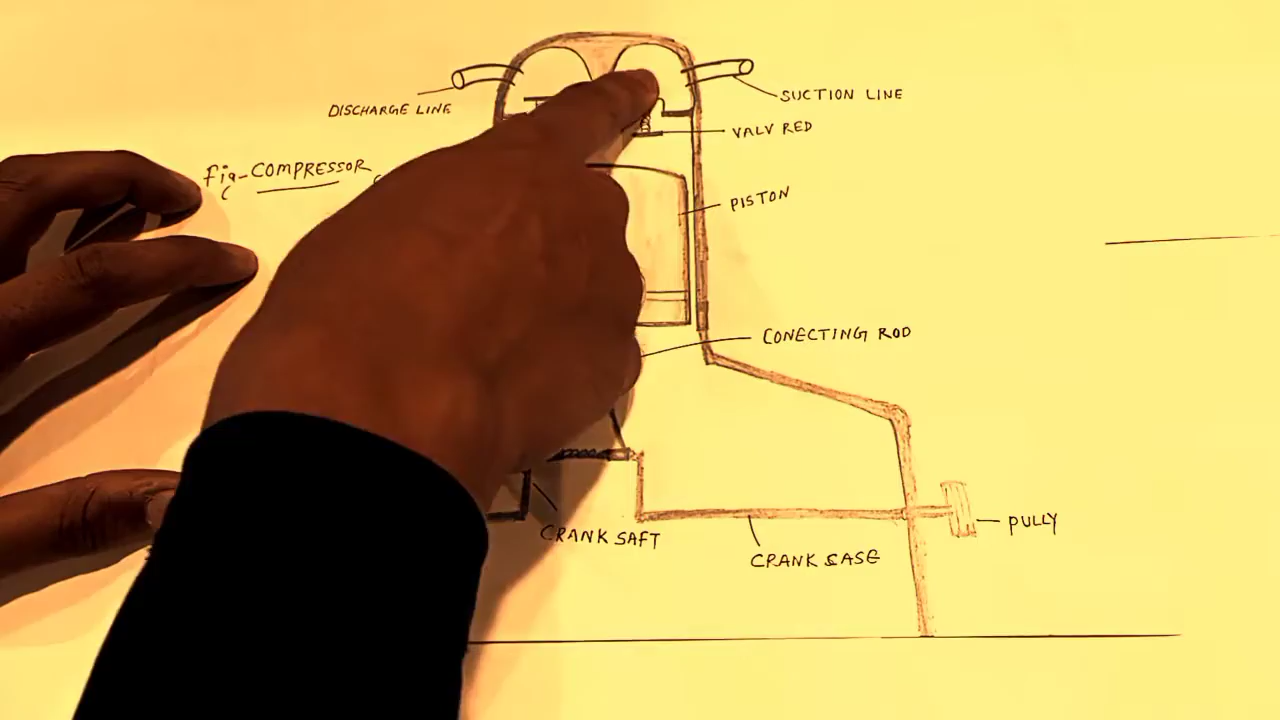 DISCHARGE LINE
SUCTION LINE
VALV RED
fig-COMPRESSOR
PISTON
CONECTING ROD
PULLY
CRANK SAFT
CRANK SASE